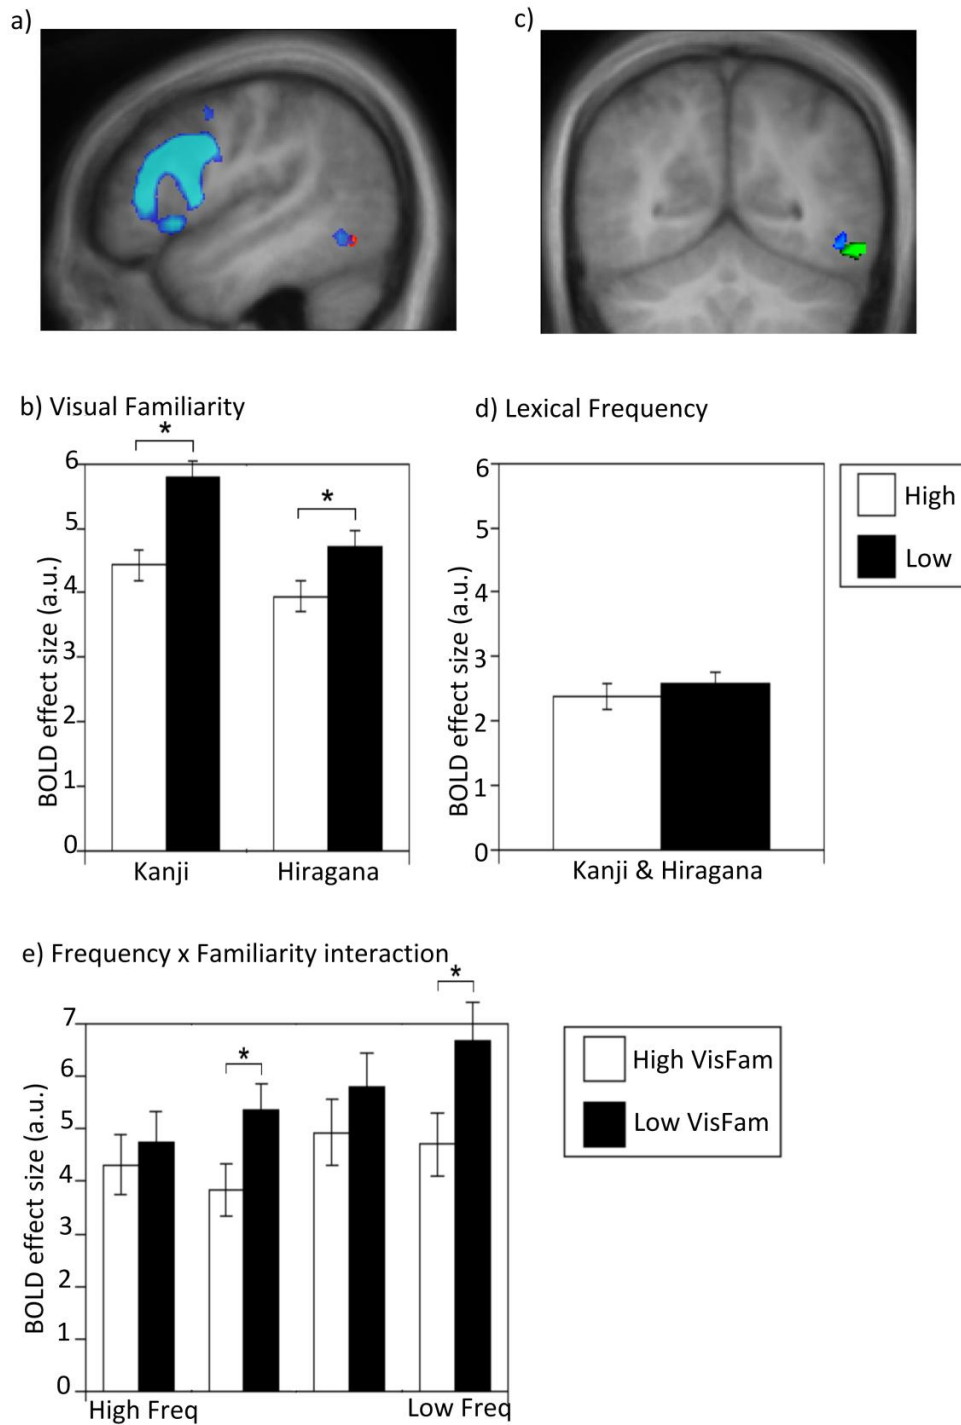 a)
c)
b) Visual Familiarity
*
*
6
5
4
3
2
1
0
BOLD effect size (a.u.)
Kanji
Hiragana
d) Lexical Frequency
6
5
4
3
2
1
0
BOLD effect size (a.u.)
Kanji & Hiragana
High
Low
e) Frequency x Familiarity interaction
*
*
7
6
5
4
3
2
1
0
BOLD effect size (a.u.)
High Freq
Low Freq
High VisFam
Low VisFam